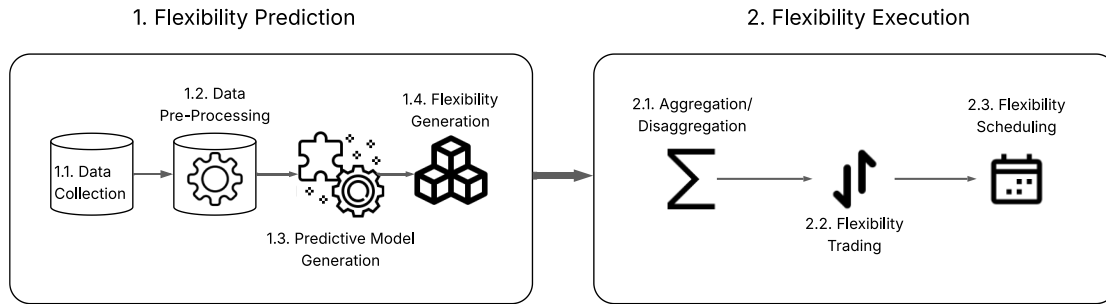 1. Flexibility Prediction
1.1. Data
Collection
1.2. Data
Pre-Processing
1.3. Predictive Model
Generation
1.4. Flexibility
Generation
2. Flexibility Execution
2.1. Aggregation/
Disaggregation
2.2. Flexibility
Trading
2.3. Flexibility
Scheduling